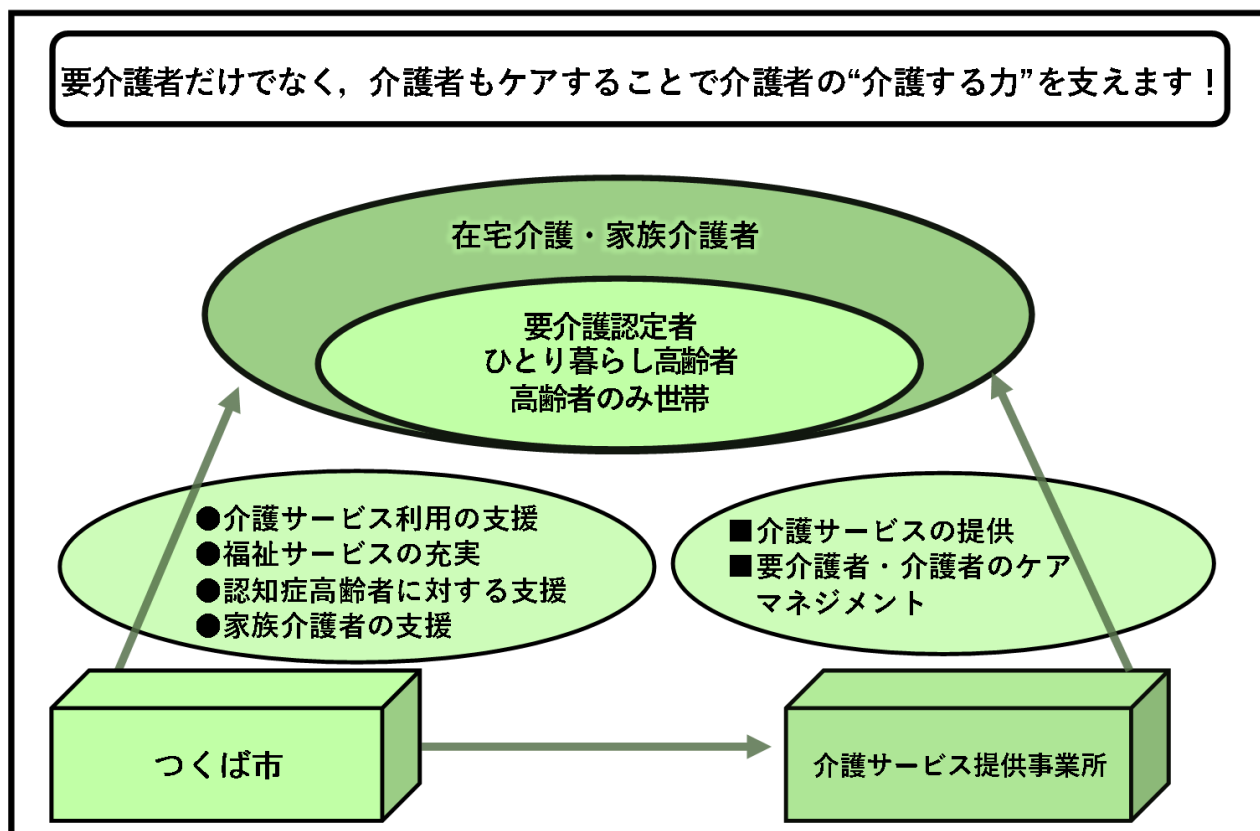 要介護者だけでなく，介護者もケアすることで介護者の“介護する力”を支えます！
在宅介護・家族介護者
要介護認定者
ひとり暮らし高齢者
高齢者のみ世帯
●介護サービス利用の支援
●福祉サービスの充実
●認知症高齢者に対する支援
●家族介護者の支援
■介護サービスの提供
■要介護者・介護者のケア
マネジメント
つくば市
介護サービス提供事業所